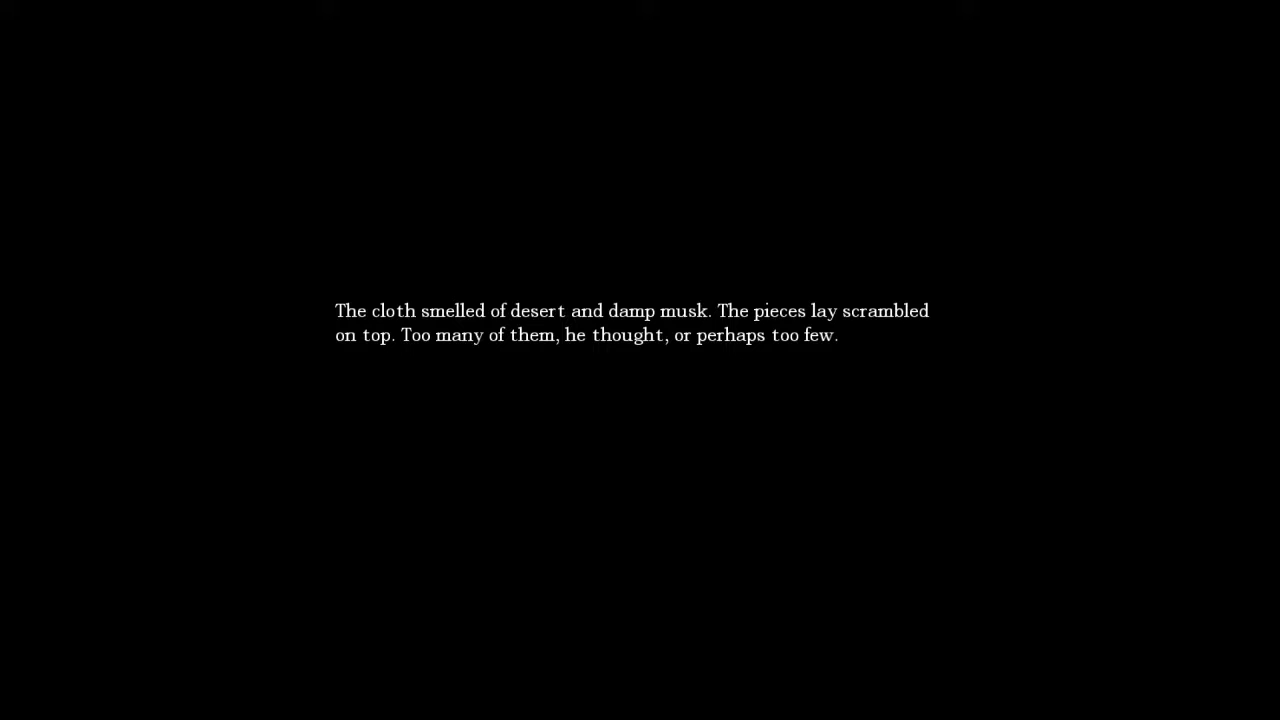 The cloth smelled of desert and damp musk. The pieces lay scrambled
on top. Too many of them, he thought, or perhaps too few.